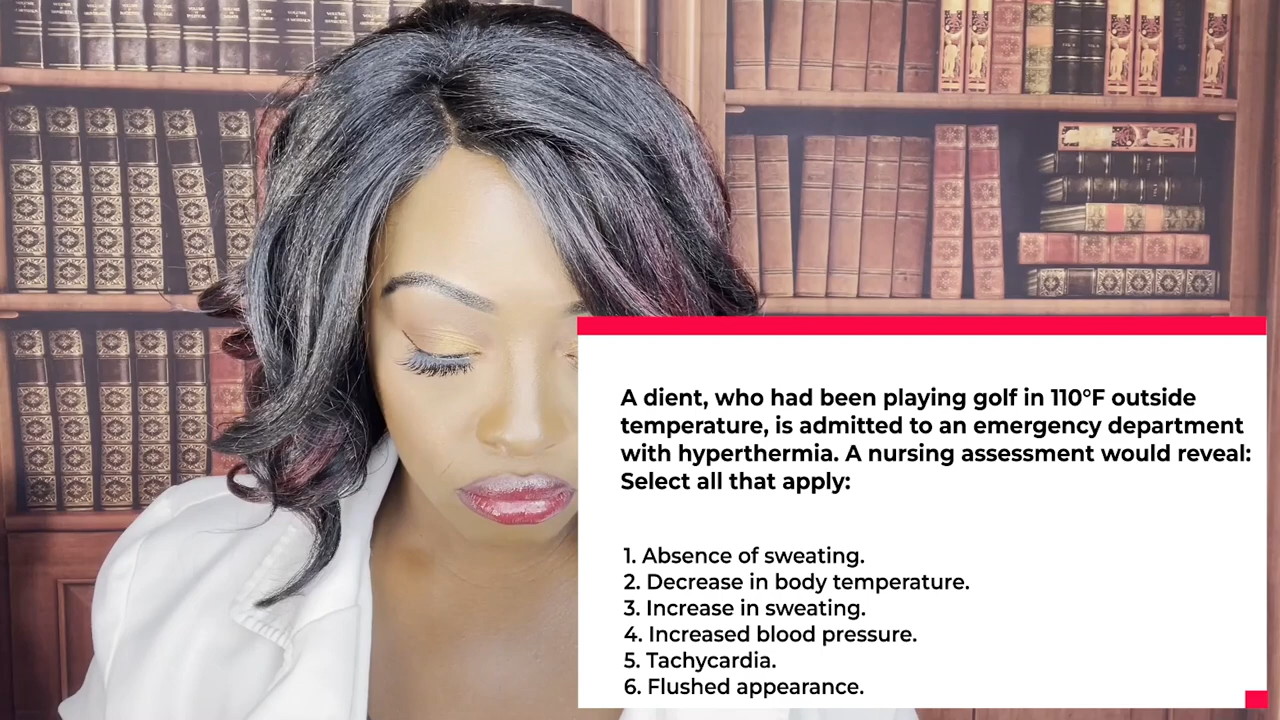 A dient, who had been playing golf in 110°F outside
temperature, is admitted to an emergency department
with hyperthermia. A nursing assessment would reveal:
Select all that apply:
1. Absence of sweating.
2. Decrease in body temperature.
3. Increase in sweating.
4. Increased blood pressure.
5. Tachycardia.
6. Flushed appearance.